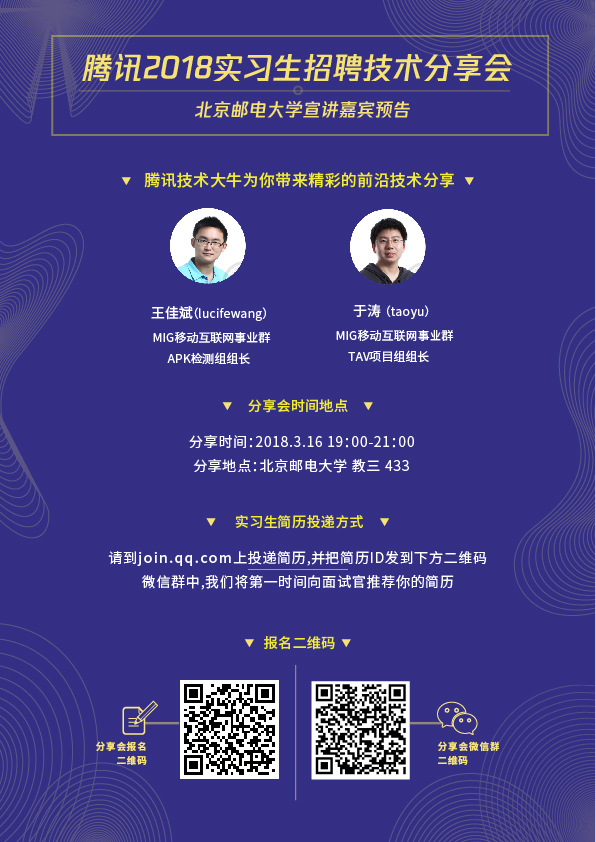 腾讯2018实习生招聘技术分享会
北京邮电大学宣讲嘉宾预告
腾讯技术大牛为你带来精彩的前沿技术分享
王佳斌(lucifewang)
MIG移动互联网事业群
APK检测组组长
于涛 (taoyu)
MIG移动互联网事业群
TAV项目组组长
分享会时间地点
分享时间:2018.3.16 19:00-21:00
分享地点:北京邮电大学 教三 433
实习生简历投递方式
请到join.qq.com上投递简历,并把简历ID发到下方二维码
微信群中,我们将第一时间向面试官推荐你的简历
报名二维码
分享会报名
二维码
分享会微信群
二维码